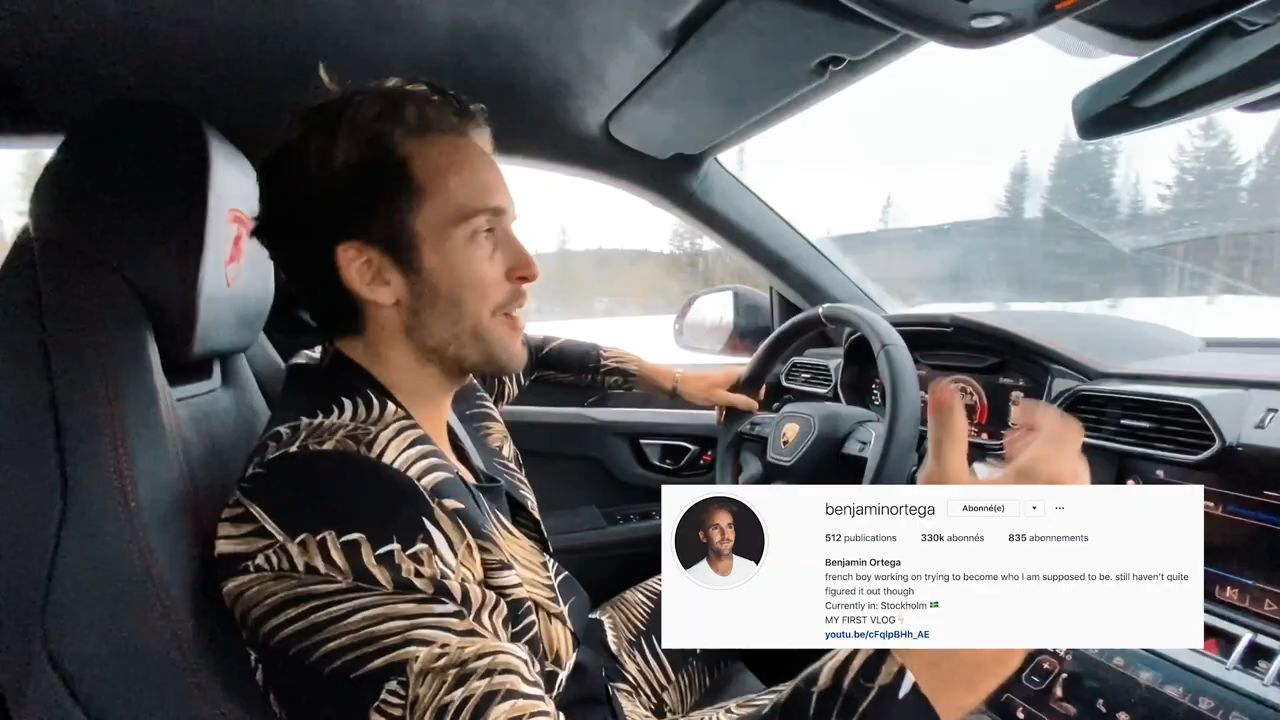 benjaminortega Abonné(e)
512 publications 330k abonnés 835 abonnements
Benjamin Ortega
french boy working on trying to become who I am supposed to be. still haven't quite
figured it out though
Currently in: Stockholm 🇸🇪
MY FIRST VLOG👇
youtu.be/cFqlpBHh_AE